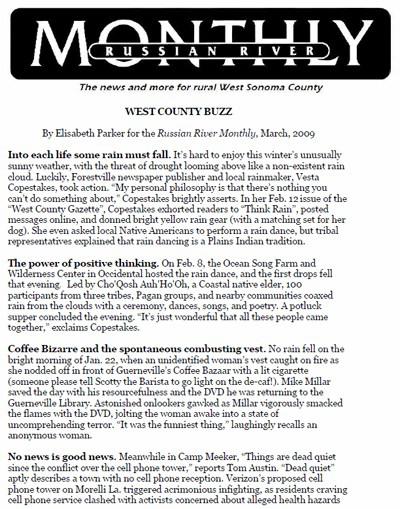 MONTHLY
RUSSIAN RIVER
The news and more for rural West Sonoma County
WEST COUNTY BUZZ
By Elisabeth Parker for the Russian River Monthly, March, 2009
Into each life some rain must fall. It's hard to enjoy this winter's unusually
sunny weather, with the threat of drought looming above like a non-existent rain
cloud. Luckily, Forestville newspaper publisher and local rainmaker, Vesta
Copestakes, took action. “My personal philosophy is that there's nothing you
can't do something about,” Copestakes brightly asserts. In her Feb. 12 issue of the
“West County Gazette”, Copestakes exhorted readers to “Think Rain”, posted
messages online, and donned bright yellow rain gear (with a matching set for her
dog). She even asked local Native Americans to perform a rain dance, but tribal
representatives explained that rain dancing is a Plains Indian tradition.
The power of positive thinking. On Feb. 8, the Ocean Song Farm and
Wilderness Center in Occidental hosted the rain dance, and the first drops fell
that evening. Led by Cho'Qosh Auh'Ho'Oh, a Coastal native elder, 100
participants from three tribes, Pagan groups, and nearby communities coaxed
rain from the clouds with a ceremony, dances, songs, and poetry. A potluck
supper concluded the evening. “It's just wonderful that all these people came
together,” exclaims Copestakes.
Coffee Bizarre and the spontaneous combusting vest. No rain fell on the
bright morning of Jan. 22, when an unidentified woman's vest caught on fire as
she nodded off in front of Guerneville's Coffee Bazaar with a lit cigarette
(someone please tell Scotty the Barista to go light on the de-caf!). Mike Millar
saved the day with his resourcefulness and the DVD he was returning to the
Guerneville Library. Astonished onlookers gawked as Millar vigorously smacked
the flames with the DVD, jolting the woman awake into a state of
uncomprehending terror. “It was the funniest thing,” laughingly recalls an
anonymous woman.
No news is good news. Meanwhile in Camp Meeker, “Things are dead quiet
since the conflict over the cell phone tower,” reports Tom Austin. “Dead quiet”
aptly describes a town with no cell phone reception. Verizon's proposed cell
phone tower on Morelli La. triggered acrimonious infighting, as residents craving
cell phone service clashed with activists concerned about alleged health hazards